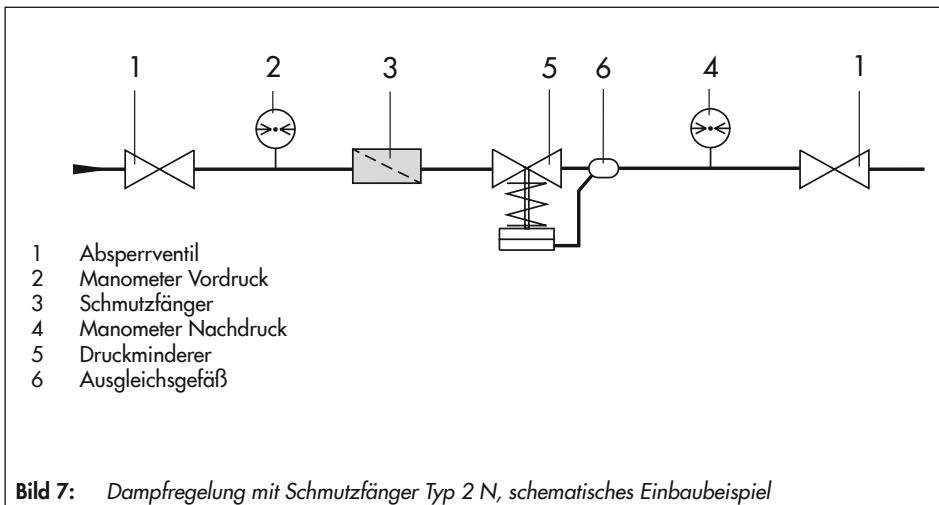 1 2 3 5 6 4 1
1 Absperrventil
2 Manometer Vordruck
3 Schmutzfänger
4 Manometer Nachdruck
5 Druckminderer
6 Ausgleichsgefäß
Bild 7: Dampfregelung mit Schmutzfänger Typ 2 N, schematisches Einbaubeispiel